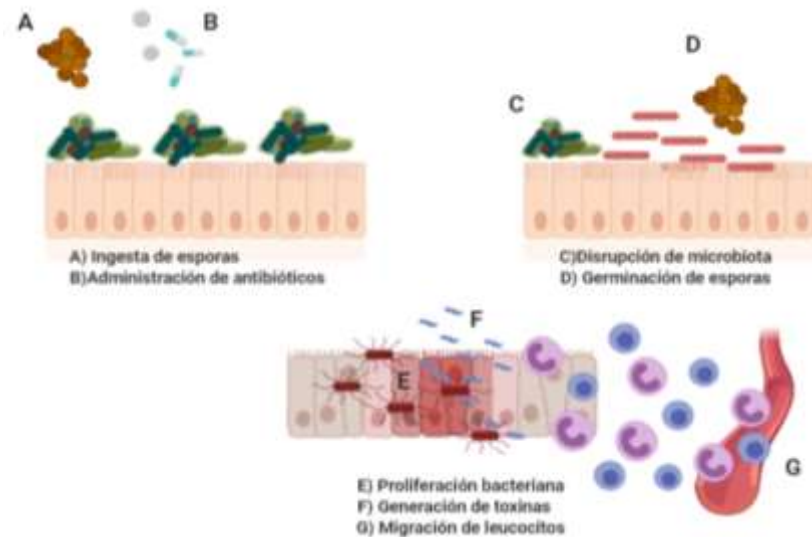 A
B
A) Ingesta de esporas
B)Administración de antibióticos
C
D
C)Disrupción de microbiota
D) Germinación de esporas
F
E
G
E) Proliferación bacteriana
F) Generación de toxinas
G) Migración de leucocitos